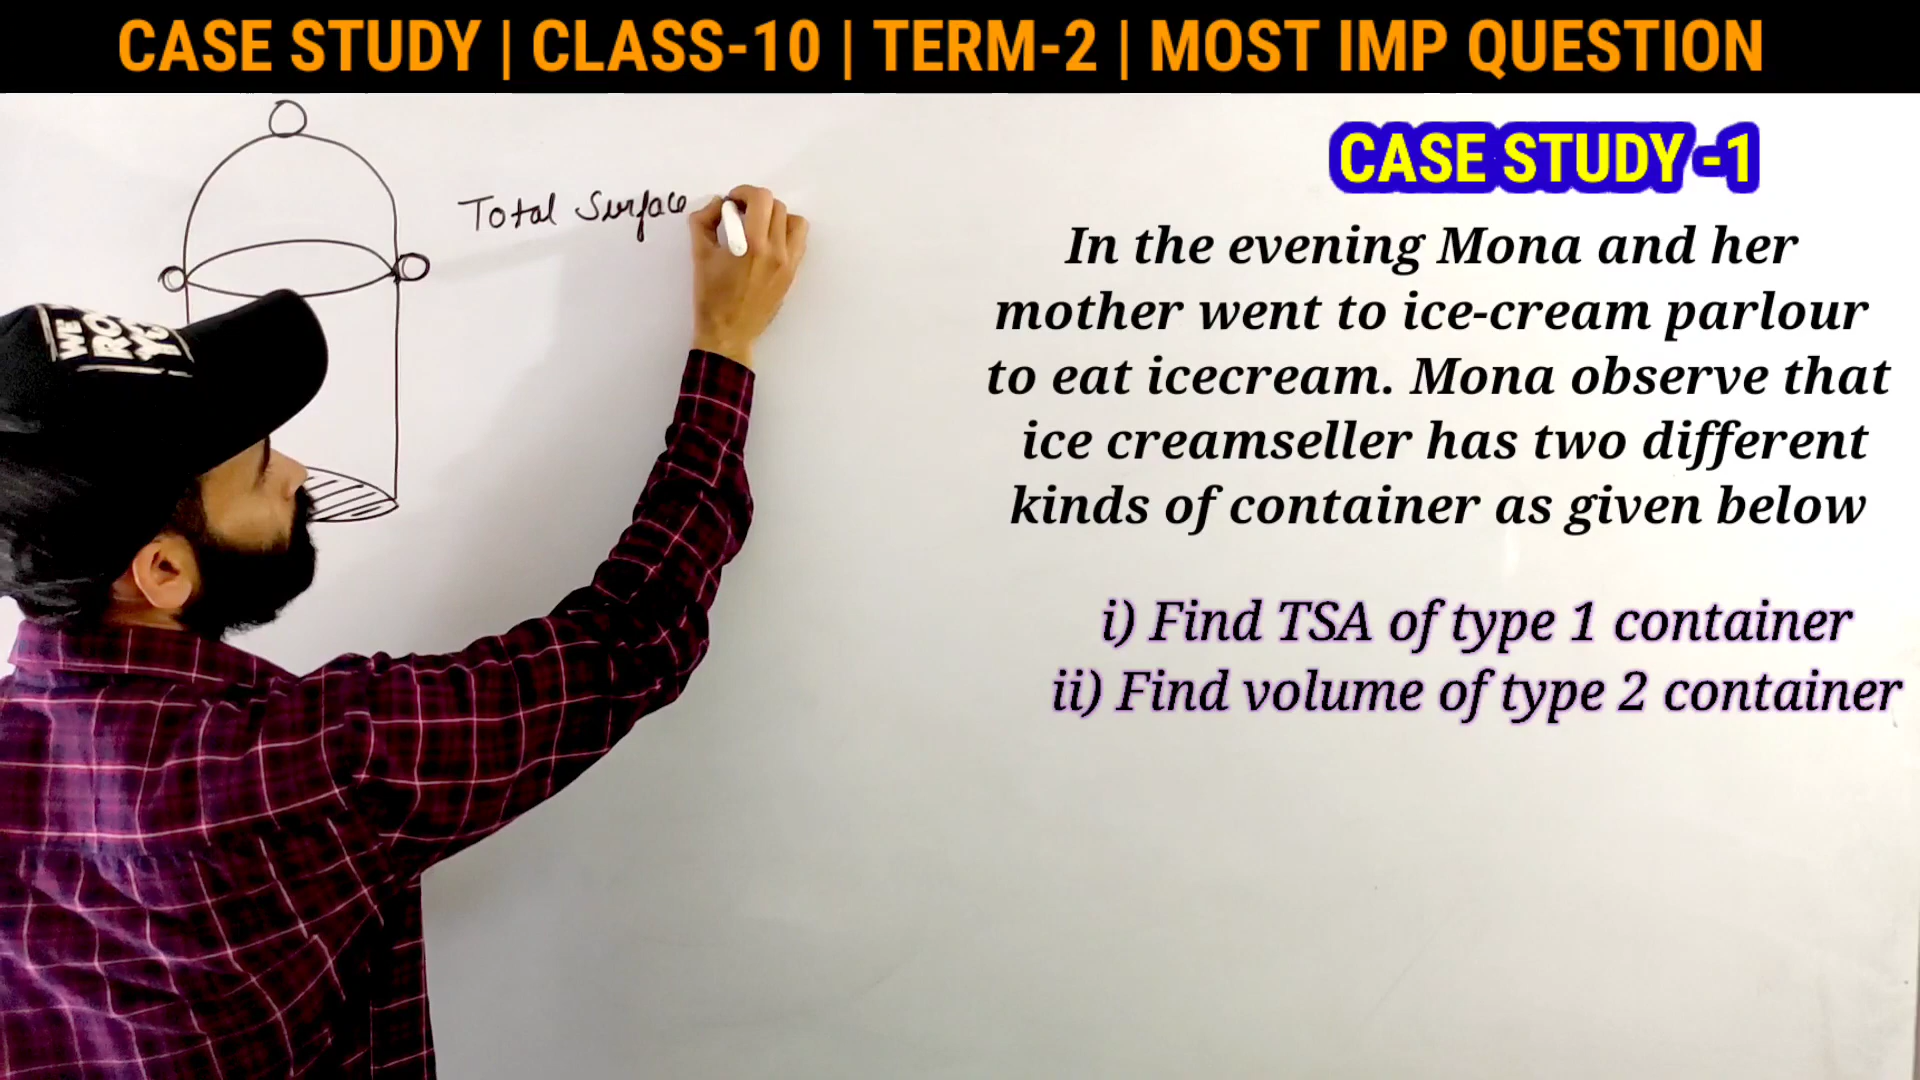 CASE STUDY | CLASS-10 | TERM-2 | MOST IMP QUESTION
CASE STUDY -1
Total Surface
In the evening Mona and her
mother went to ice-cream parlour
to eat icecream. Mona observe that
ice creamseller has two different
kinds of container as given below
i) Find TSA of type 1 container
ii) Find volume of type 2 container
WE